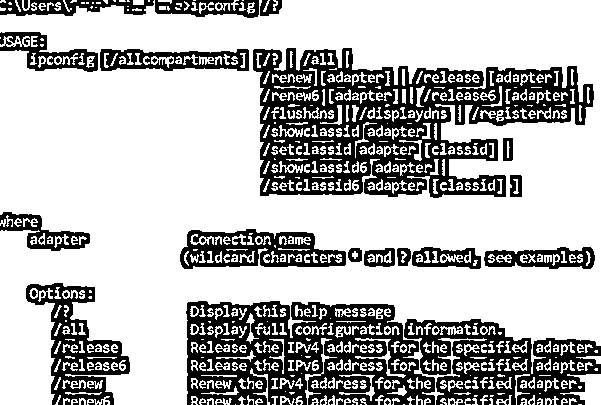 C:\Users\ >ipconfig /?
USAGE:
ipconfig [/allcompartments] [/? | /all |
/renew [adapter] | /release [adapter] |
/renew6 [adapter] | /release6 [adapter] |
/flushdns | /displaydns | /registerdns |
/showclassid adapter |
/setclassid adapter [classid] |
/showclassid6 adapter |
/setclassid6 adapter [classid] ]
where
adapter Connection name
(wildcard characters * and ? allowed, see examples)
Options:
/? Display this help message
/all Display full configuration information.
/release Release the IPv4 address for the specified adapter.
/release6 Release the IPv6 address for the specified adapter.
/renew Renew the IPv4 address for the specified adapter.
/renew6 Renew the IPv6 address for the specified adapter.